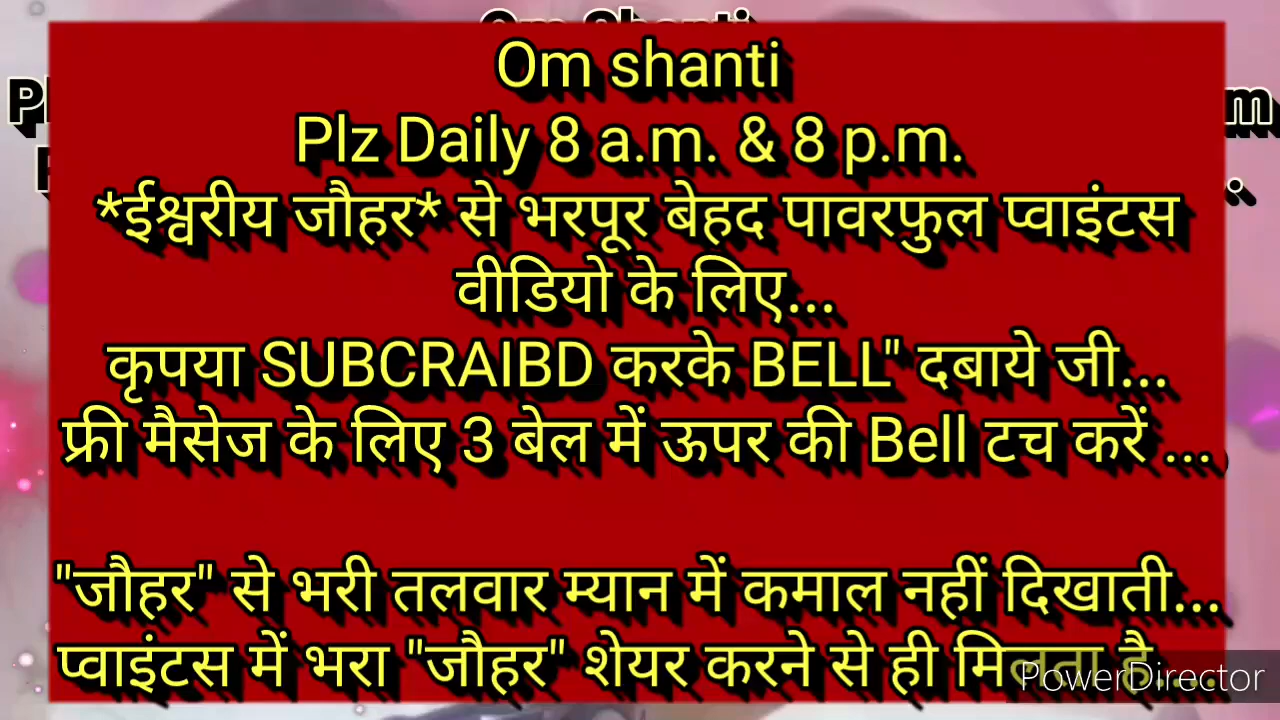 Om shanti
Plz Daily 8 a.m. & 8 p.m.
*ईश्वरीय जौहर* से भरपूर बेहद पावरफुल प्वाइंटस
वीडियो के लिए...
कृपया SUBCRAIBD करके BELL" दबाये जी...
फ्री मैसेज के लिए 3 बेल में ऊपर की Bell टच करें ...
"जौहर" से भरी तलवार म्यान में कमाल नहीं दिखाती...
प्वाइंटस में भरा "जौहर" शेयर करने से ही मिलता है...
PowerDirector